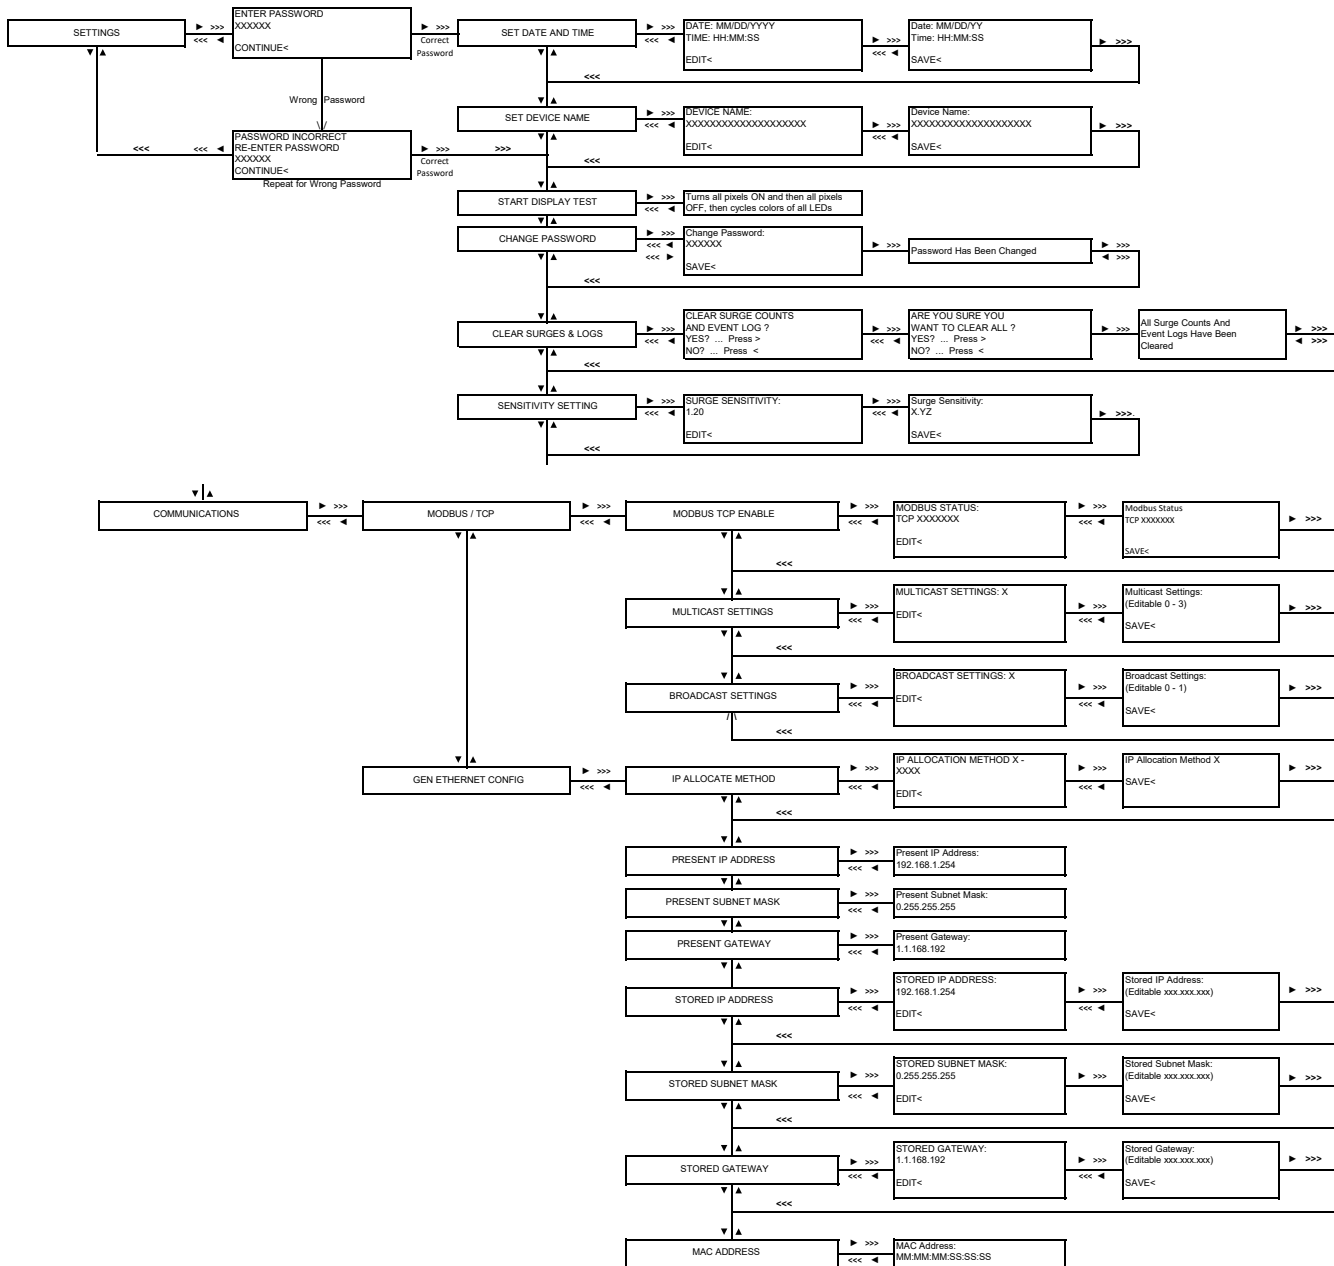 SETTINGS
► >>>
<<< ◄
ENTER PASSWORD
XXXXXX
CONTINUE<
► >>>
Correct
Password
SET DATE AND TIME
► >>>
<<< ◄
DATE: MM/DD/YYYY
TIME: HH:MM:SS
EDIT<
► >>>
<<< ◄
Date: MM/DD/YY
Time: HH:MM:SS
SAVE<
► >>>
▼ ▲
▼ ▲
<<<
Wrong Password
▼ ▲
SET DEVICE NAME
► >>>
<<< ◄
DEVICE NAME:
XXXXXXXXXXXXXXXXXXXX
EDIT<
► >>>
<<< ◄
Device Name:
XXXXXXXXXXXXXXXXXXXX
SAVE<
► >>>
▼ ▲
<<<
<<<
<<< ◄
PASSWORD INCORRECT
RE-ENTER PASSWORD
XXXXXX
CONTINUE<
Repeat for Wrong Password
► >>>
Correct
Password
>>>
▼ ▲
START DISPLAY TEST
► >>>
<<< ◄
Turns all pixels ON and then all pixels
OFF, then cycles colors of all LEDs
▼ ▲
CHANGE PASSWORD
► >>>
<<< ◄
<<< ►
Change Password:
XXXXXX
SAVE<
► >>>
Password Has Been Changed
► >>>
◄ >>>
▼ ▲
<<<
▼ ▲
CLEAR SURGES & LOGS
► >>>
<<< ◄
CLEAR SURGE COUNTS
AND EVENT LOG ?
YES? ... Press >
NO? ... Press <
► >>>
<<< ◄
ARE YOU SURE YOU
WANT TO CLEAR ALL ?
YES? ... Press >
NO? ... Press <
► >>>
All Surge Counts And
Event Logs Have Been
Cleared
► >>>
◄ >>>
▼ ▲
<<<
▼ ▲
SENSITIVITY SETTING
► >>>
<<< ◄
SURGE SENSITIVITY:
1.20
EDIT<
► >>>
<<< ◄
Surge Sensitivity:
X.YZ
SAVE<
► >>>.
▼ ▲
<<<
▼ ▲
COMMUNICATIONS
► >>>
<<< ◄
MODBUS / TCP
► >>>
<<< ◄
MODBUS TCP ENABLE
► >>>
<<< ◄
MODBUS STATUS:
TCP XXXXXXX
EDIT<
► >>>
<<< ◄
Modbus Status
TCP XXXXXXX
SAVE<
► >>>
▼ ▲
▼ ▲
<<<
▼ ▲
MULTICAST SETTINGS
► >>>
<<< ◄
MULTICAST SETTINGS: X
EDIT<
► >>>
<<< ◄
Multicast Settings:
(Editable 0 - 3)
SAVE<
► >>>
▼ ▲
<<<
▼ ▲
BROADCAST SETTINGS
► >>>
<<< ◄
BROADCAST SETTINGS: X
EDIT<
► >>>
<<< ◄
Broadcast Settings:
(Editable 0 - 1)
SAVE<
► >>>
<<<
▼ ▲
GEN ETHERNET CONFIG
► >>>
<<< ◄
IP ALLOCATE METHOD
► >>>
<<< ◄
IP ALLOCATION METHOD X -
XXXX
EDIT<
► >>>
<<< ◄
IP Allocation Method X
SAVE<
► >>>
▼ ▲
<<<
▼ ▲
PRESENT IP ADDRESS
► >>>
<<< ◄
Present IP Address:
192.168.1.254
▼ ▲
PRESENT SUBNET MASK
► >>>
<<< ◄
Present Subnet Mask:
0.255.255.255
▼ ▲
PRESENT GATEWAY
► >>>
<<< ◄
Present Gateway:
1.1.168.192
▼ ▲
STORED IP ADDRESS
► >>>
<<< ◄
STORED IP ADDRESS:
192.168.1.254
EDIT<
► >>>
<<< ◄
Stored IP Address:
(Editable xxx.xxx.xxx)
SAVE<
► >>>
▼ ▲
<<<
▼ ▲
STORED SUBNET MASK
► >>>
<<< ◄
STORED SUBNET MASK:
0.255.255.255
EDIT<
► >>>
<<< ◄
Stored Subnet Mask:
(Editable xxx.xxx.xxx)
SAVE<
► >>>
▼ ▲
<<<
▼ ▲
STORED GATEWAY
► >>>
<<< ◄
STORED GATEWAY:
1.1.168.192
EDIT<
► >>>
<<< ◄
Stored Gateway:
(Editable xxx.xxx.xxx)
SAVE<
► >>>
▼ ▲
<<<
▼ ▲
MAC ADDRESS
► >>>
<<< ◄
MAC Address:
MM:MM:MM:SS:SS:SS